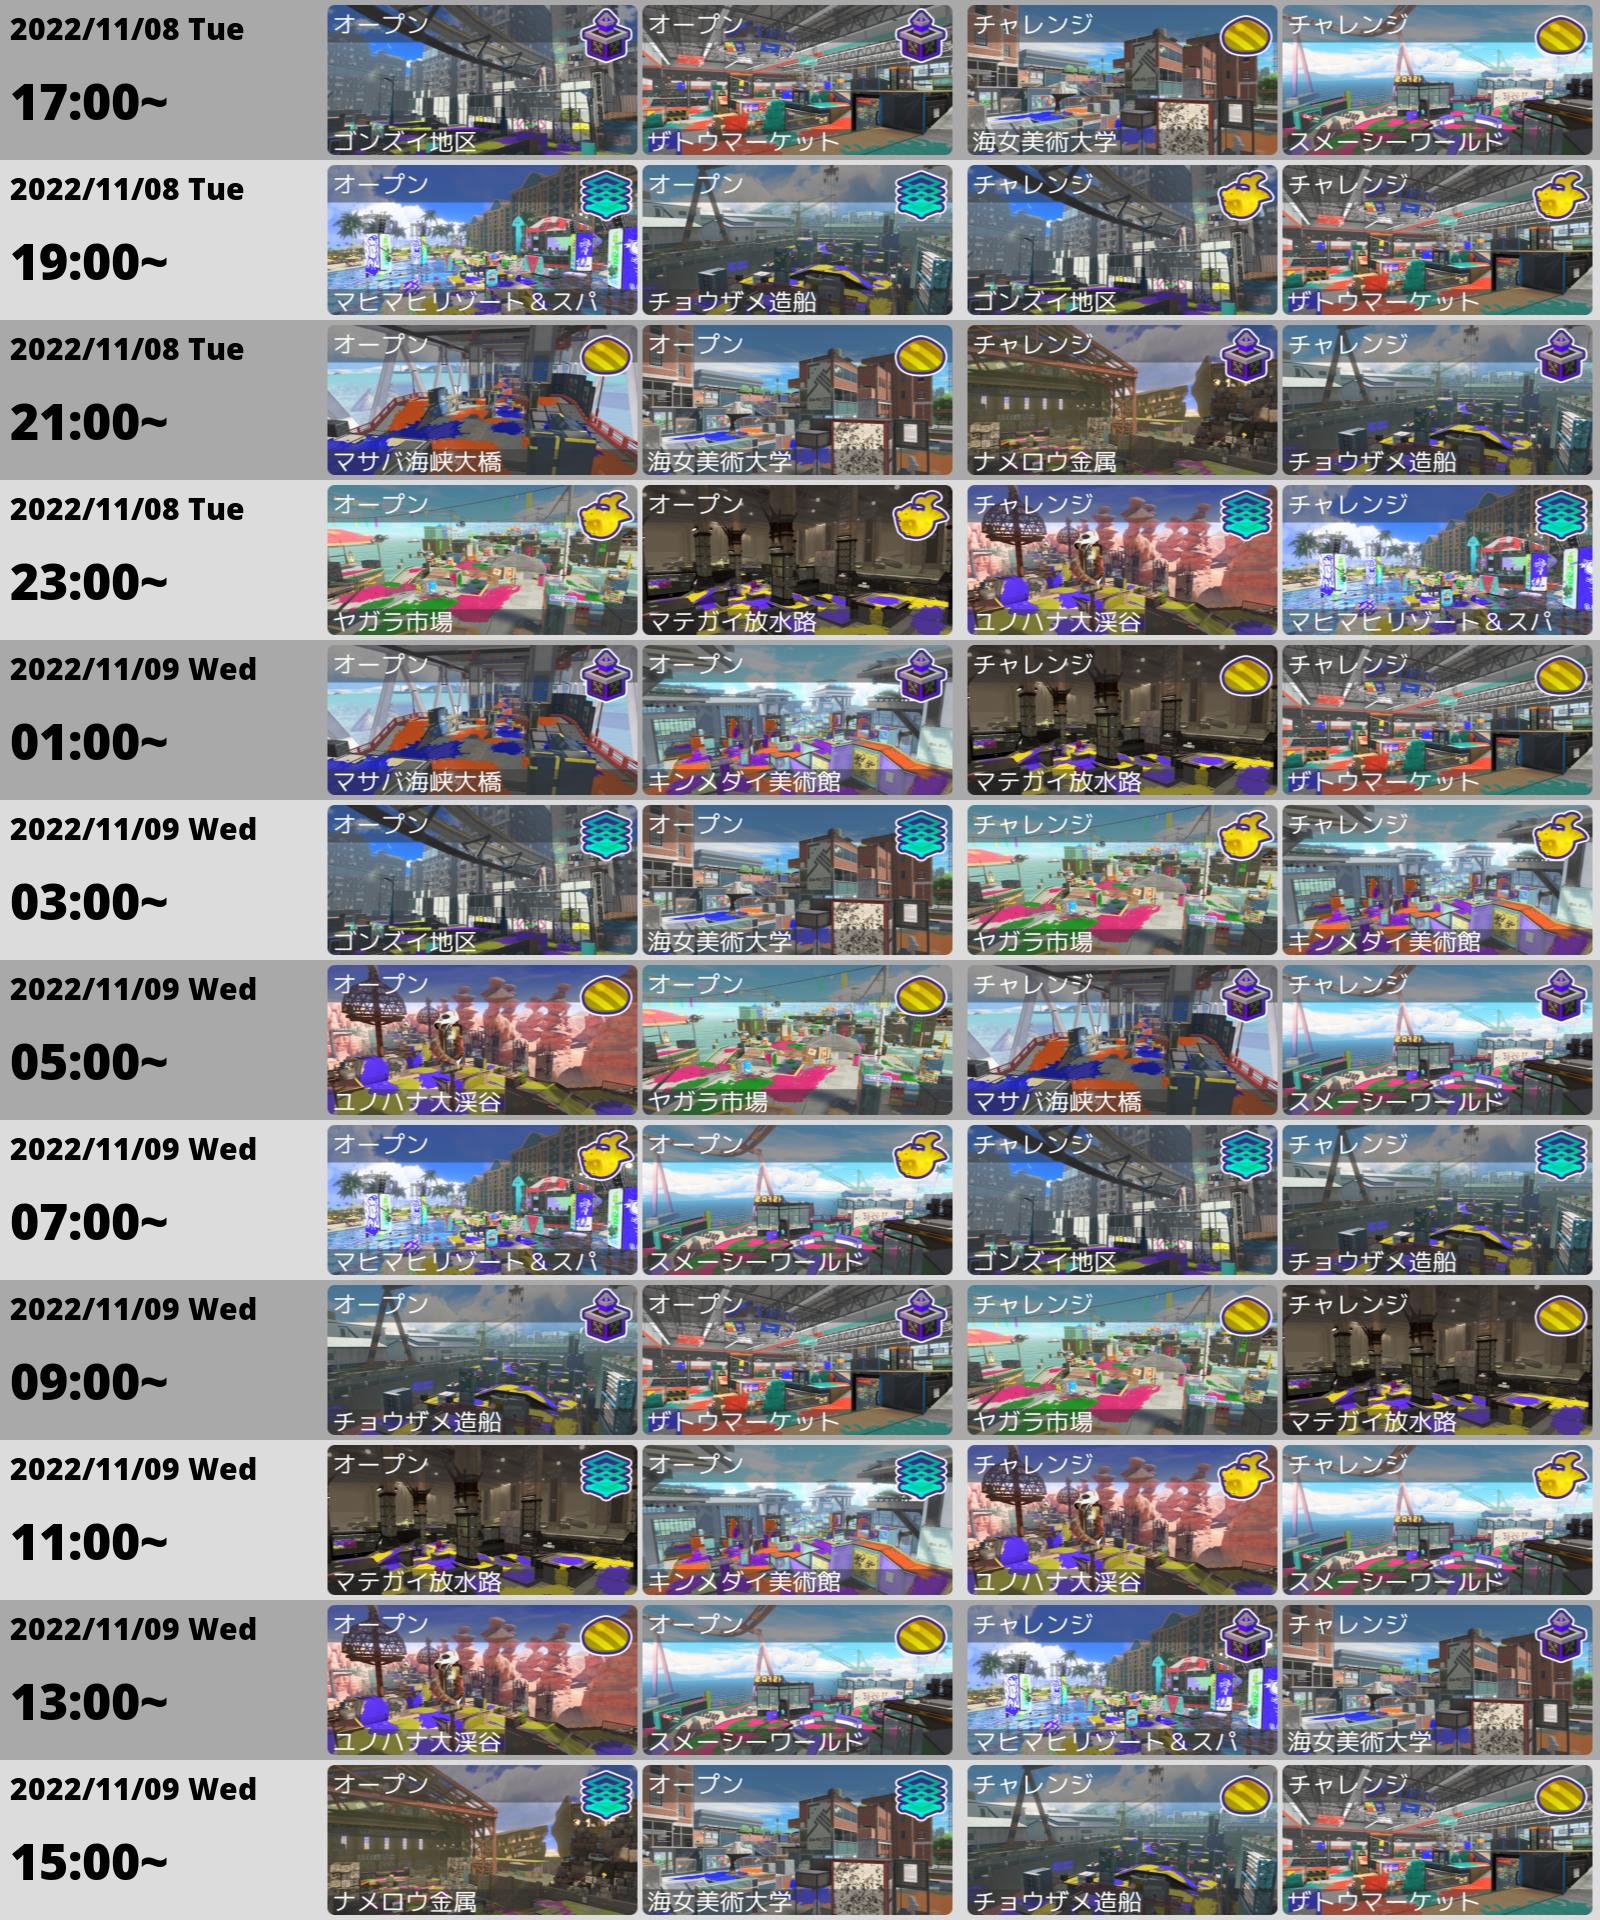 2022/11/08 Tue
17:00~
オープン
ゴンズイ地区
オープン
ザトウマーケット
チャレンジ
海女美術大学
チャレンジ
スメーシーワールド
2022/11/08 Tue
19:00~
オープン
マヒマヒリゾート＆スパ
オープン
チョウザメ造船
チャレンジ
ゴンズイ地区
チャレンジ
ザトウマーケット
2022/11/08 Tue
21:00~
オープン
マサバ海峡大橋
オープン
海女美術大学
チャレンジ
ナメロウ金属
チャレンジ
チョウザメ造船
2022/11/08 Tue
23:00~
オープン
ヤガラ市場
オープン
マテガイ放水路
チャレンジ
ユノハナ大渓谷
チャレンジ
マヒマヒリゾート＆スパ
2022/11/09 Wed
01:00~
オープン
マサバ海峡大橋
オープン
キンメダイ美術館
チャレンジ
マテガイ放水路
チャレンジ
ザトウマーケット
2022/11/09 Wed
03:00~
オープン
ゴンズイ地区
オープン
海女美術大学
チャレンジ
ヤガラ市場
チャレンジ
キンメダイ美術館
2022/11/09 Wed
05:00~
オープン
ユノハナ大渓谷
オープン
ヤガラ市場
チャレンジ
マサバ海峡大橋
チャレンジ
スメーシーワールド
2022/11/09 Wed
07:00~
オープン
マヒマヒリゾート＆スパ
オープン
スメーシーワールド
チャレンジ
ゴンズイ地区
チャレンジ
チョウザメ造船
2022/11/09 Wed
09:00~
オープン
チョウザメ造船
オープン
ザトウマーケット
チャレンジ
ヤガラ市場
チャレンジ
マテガイ放水路
2022/11/09 Wed
11:00~
オープン
マテガイ放水路
オープン
キンメダイ美術館
チャレンジ
ユノハナ大渓谷
チャレンジ
スメーシーワールド
2022/11/09 Wed
13:00~
オープン
ユノハナ大渓谷
オープン
スメーシーワールド
チャレンジ
マヒマヒリゾート＆スパ
チャレンジ
海女美術大学
2022/11/09 Wed
15:00~
オープン
ナメロウ金属
オープン
海女美術大学
チャレンジ
チョウザメ造船
チャレンジ
ザトウマーケット